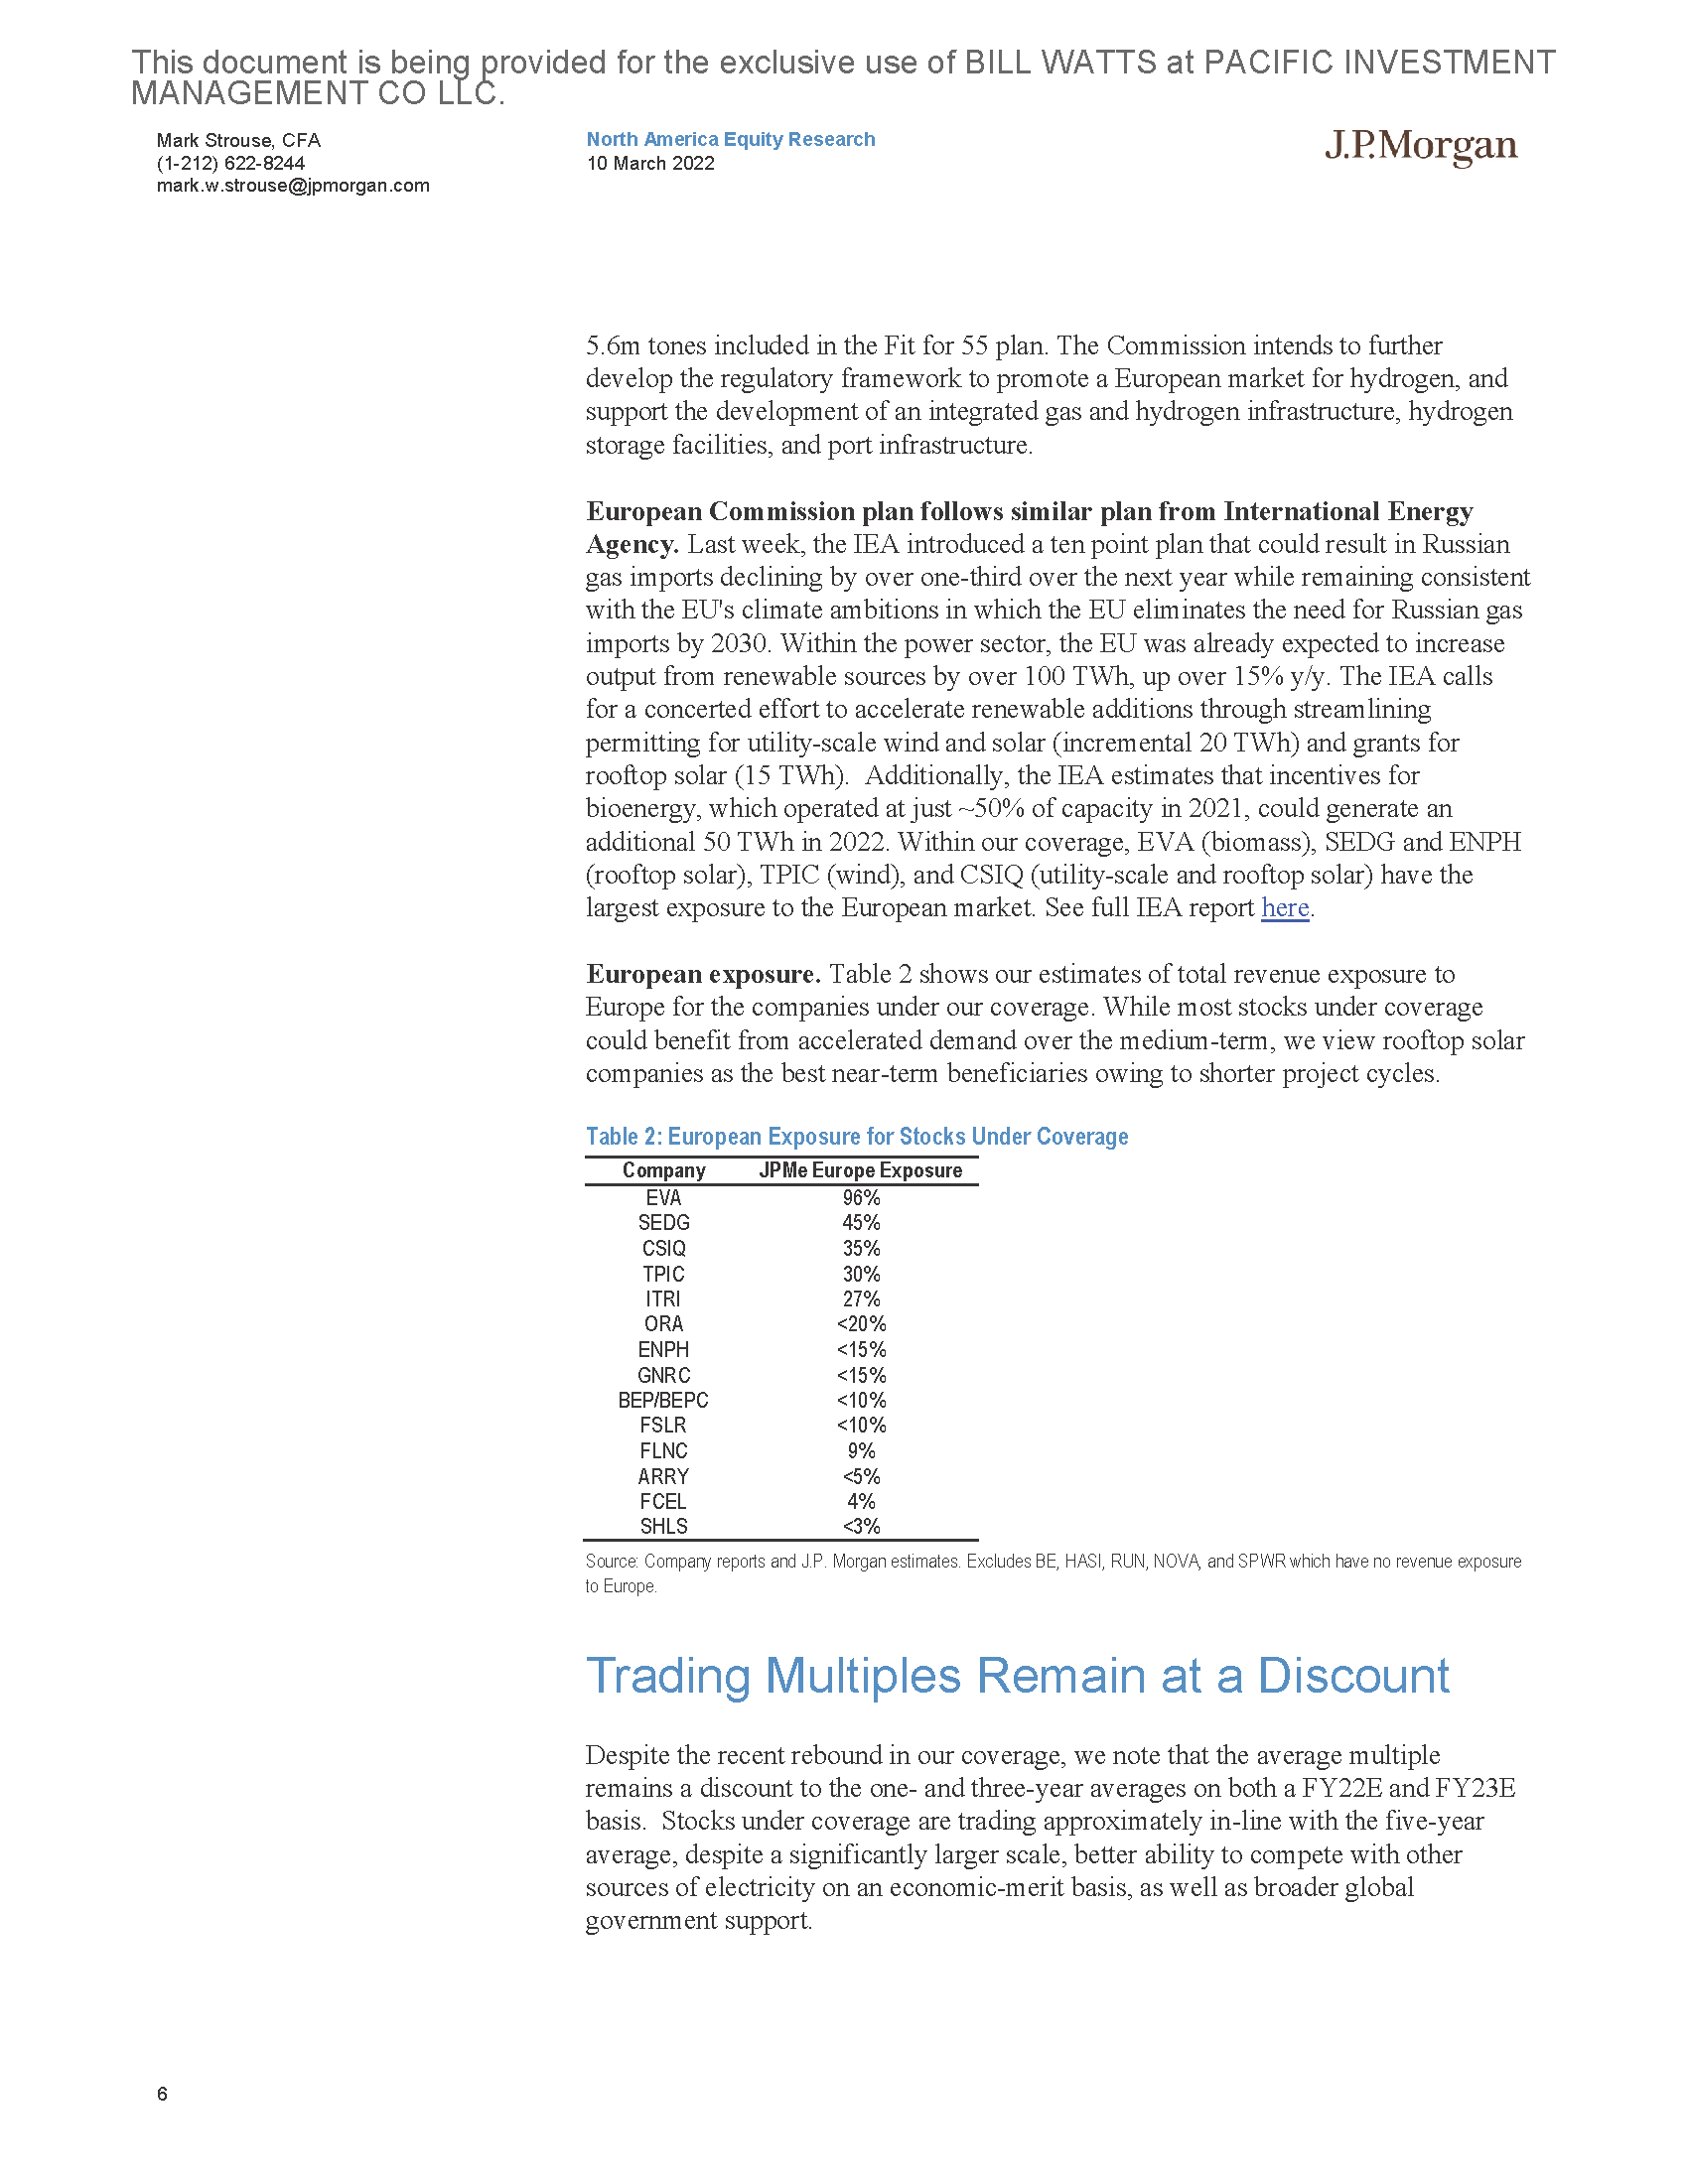 This document is being provided for the exclusive use of BILL WATTS at PACIFIC INVESTMENT
MANAGEMENT CO LLC.
Mark Strouse, CFA
(1-212) 622-8244
mark.w.strouse@jpmorgan.com
North America Equity Research
10 March 2022
J.P.Morgan
5.6m tones included in the Fit for 55 plan. The Commission intends to further
develop the regulatory framework to promote a European market for hydrogen, and
support the development of an integrated gas and hydrogen infrastructure, hydrogen
storage facilities, and port infrastructure.
European Commission plan follows similar plan from International Energy
Agency. Last week, the IEA introduced a ten point plan that could result in Russian
gas imports declining by over one-third over the next year while remaining consistent
with the EU's climate ambitions in which the EU eliminates the need for Russian gas
imports by 2030. Within the power sector, the EU was already expected to increase
output from renewable sources by over 100 TWh, up over 15% y/y. The IEA calls
for a concerted effort to accelerate renewable additions through streamlining
permitting for utility-scale wind and solar (incremental 20 TWh) and grants for
rooftop solar (15 TWh).  Additionally, the IEA estimates that incentives for
bioenergy, which operated at just ~50% of capacity in 2021, could generate an
additional 50 TWh in 2022. Within our coverage, EVA (biomass), SEDG and ENPH
(rooftop solar), TPIC (wind), and CSIQ (utility-scale and rooftop solar) have the
largest exposure to the European market. See full IEA report here.
European exposure. Table 2 shows our estimates of total revenue exposure to
Europe for the companies under our coverage. While most stocks under coverage
could benefit from accelerated demand over the medium-term, we view rooftop solar
companies as the best near-term beneficiaries owing to shorter project cycles.
Table 2: European Exposure for Stocks Under Coverage
Company JPMe Europe Exposure
EVA 96%
SEDG 45%
CSIQ 35%
TPIC 30%
ITRI 27%
ORA <20%
ENPH <15%
GNRC <15%
BEP/BEPC <10%
FSLR <10%
FLNC 9%
ARRY <5%
FCEL 4%
SHLS <3%
Source: Company reports and J.P. Morgan estimates. Excludes BE, HASI, RUN, NOVA, and SPWR which have no revenue exposure
to Europe.
Trading Multiples Remain at a Discount
Despite the recent rebound in our coverage, we note that the average multiple
remains a discount to the one- and three-year averages on both a FY22E and FY23E
basis.  Stocks under coverage are trading approximately in-line with the five-year
average, despite a significantly larger scale, better ability to compete with other
sources of electricity on an economic-merit basis, as well as broader global
government support.
6